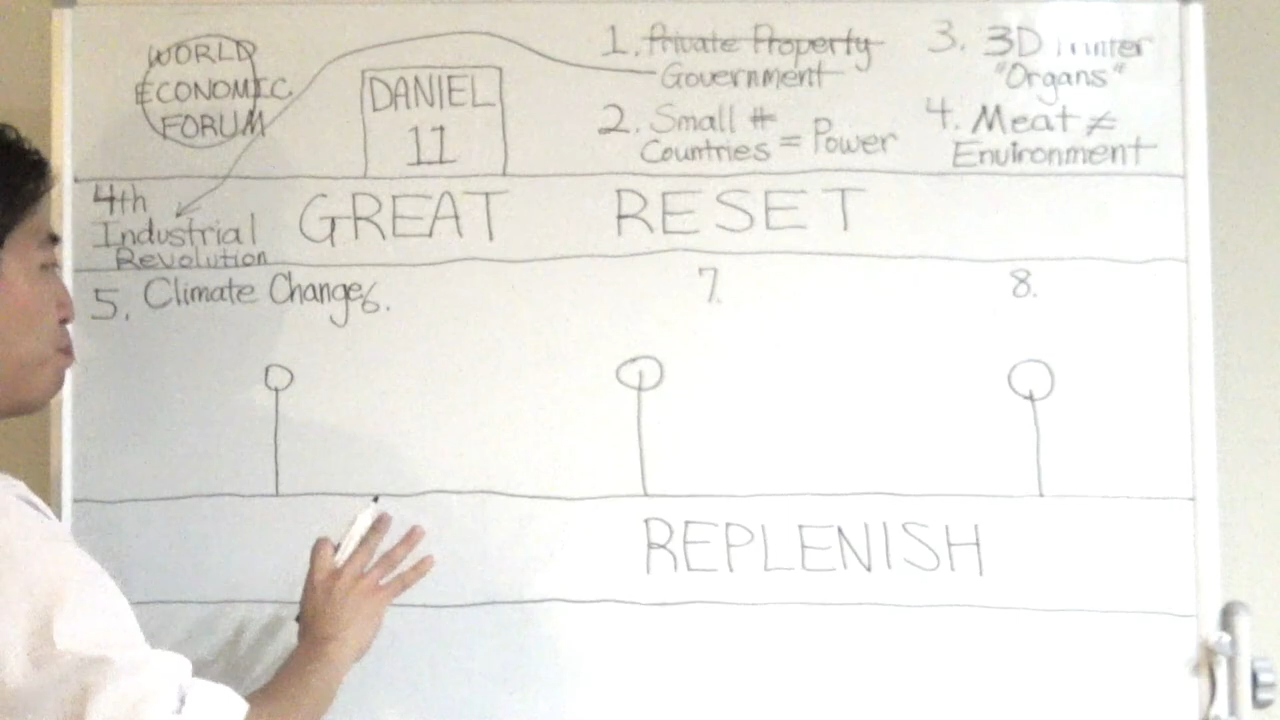 WORLD
ECONOMIC
FORUM
DANIEL
11
1. Private Property
Government
2. Small #
Countries = Power
3. 3D Printer
"Organs"
4. Meat ≠
Environment
4th
Industrial
Revolution
GREAT RESET
5. Climate Change
6.
7.
8.
REPLENISH